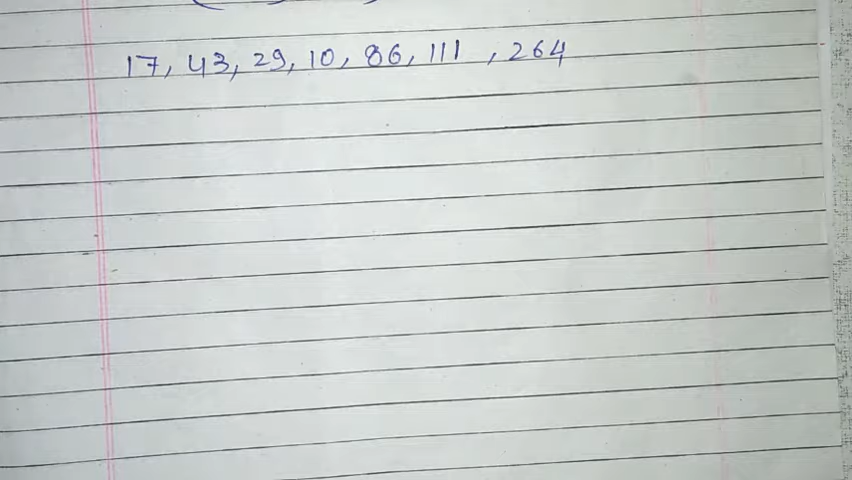 17, 43, 29, 10, 86, 111 , 264